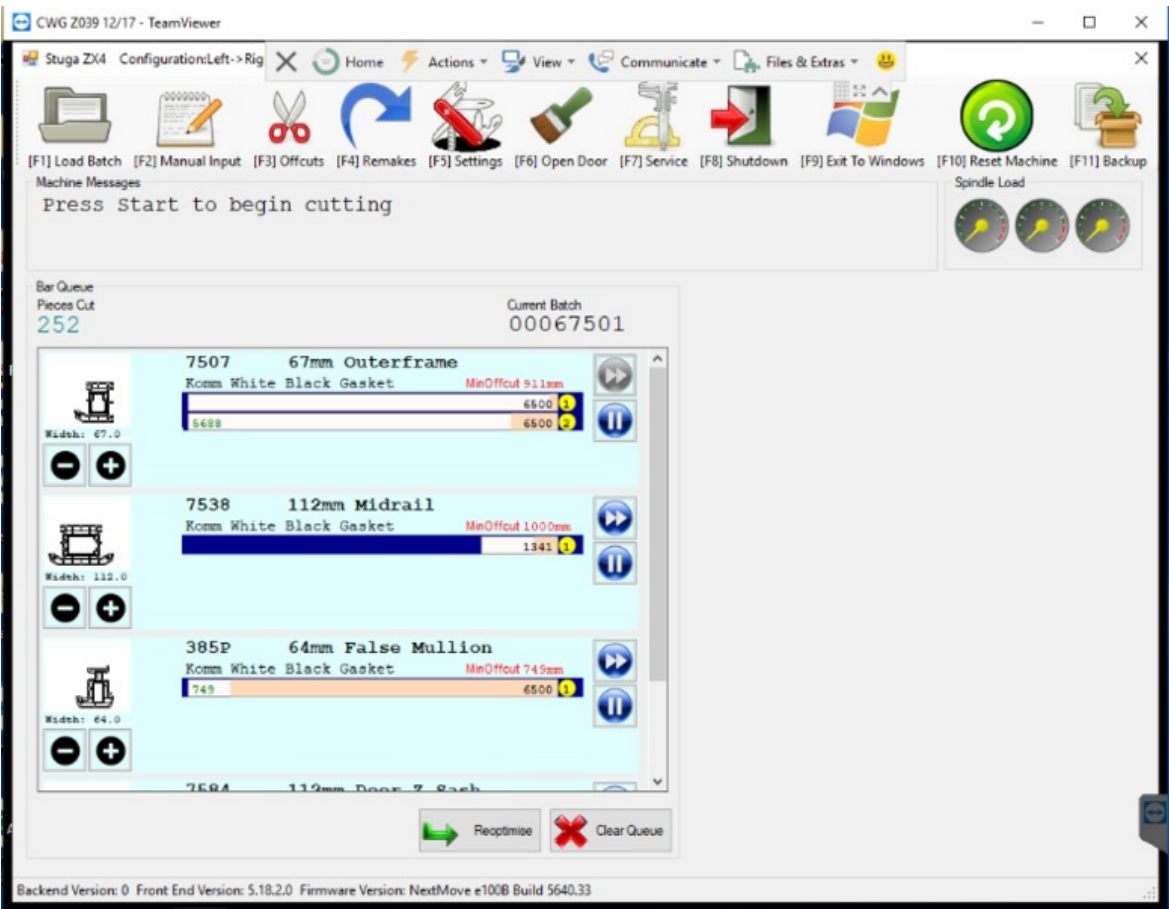 CWG Z039 12/17 - TeamViewer
Stuga ZX4 Configuration:Left->Rig
Home Actions View Communicate Files & Extras
[F1] Load Batch [F2] Manual Input [F3] Offcuts [F4] Remakes [F5] Settings [F6] Open Door [F7] Service [F8] Shutdown [F9] Exit To Windows [F10] Reset Machine [F11] Backup
Machine Messages
Press Start to begin cutting
Spindle Load
Bar Queue
Pieces Cut
252
Current Batch
00067501
7507 67mm Outerframe
Komm White Black Gasket MinOffcut 911mm
6500 1
5688 6500 2
Width: 67.0
7538 112mm Midrail
Komm White Black Gasket MinOffcut 1000mm
1341 1
Width: 112.0
385P 64mm False Mullion
Komm White Black Gasket MinOffcut 749mm
749 6500 1
Width: 64.0
7584 112mm Door Z Sash
Reoptimise Clear Queue
Backend Version: 0 Front End Version: 5.18.2.0 Firmware Version: NextMove e100B Build 5640.33